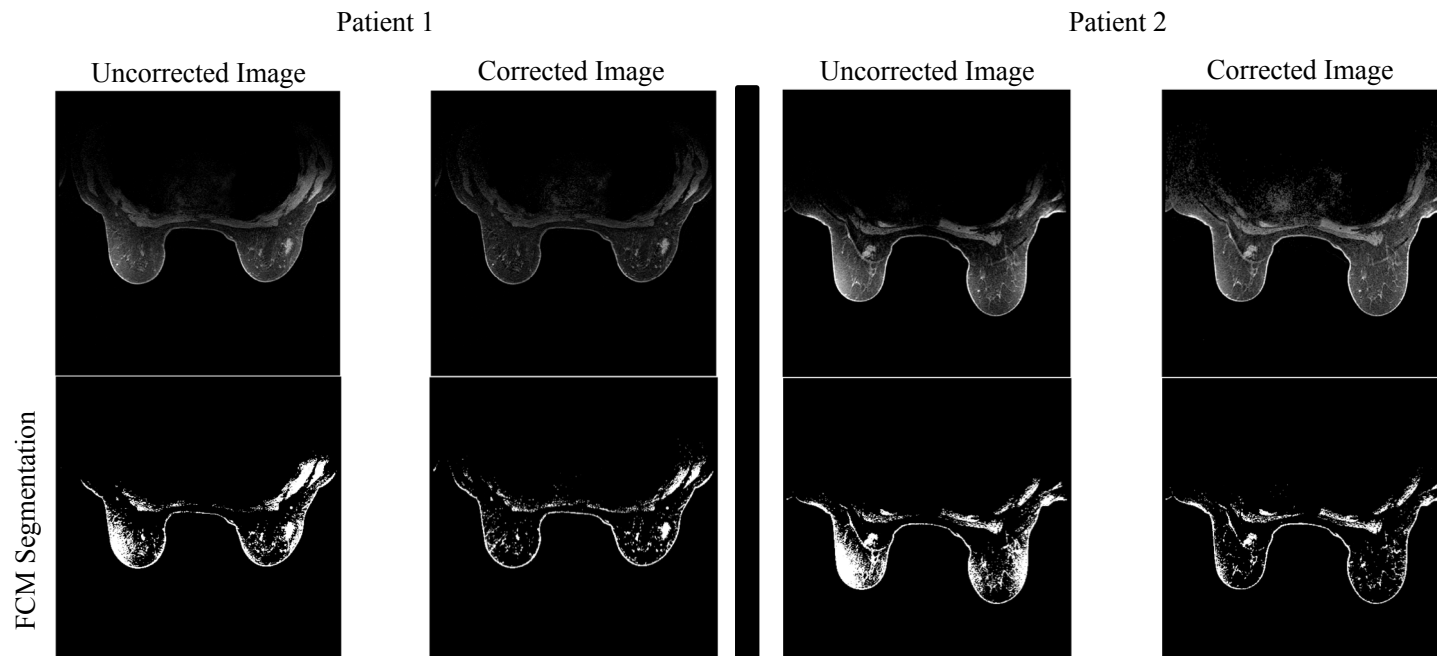 Patient 1
Patient 2
Uncorrected Image
Corrected Image
Uncorrected Image
Corrected Image
FCM Segmentation